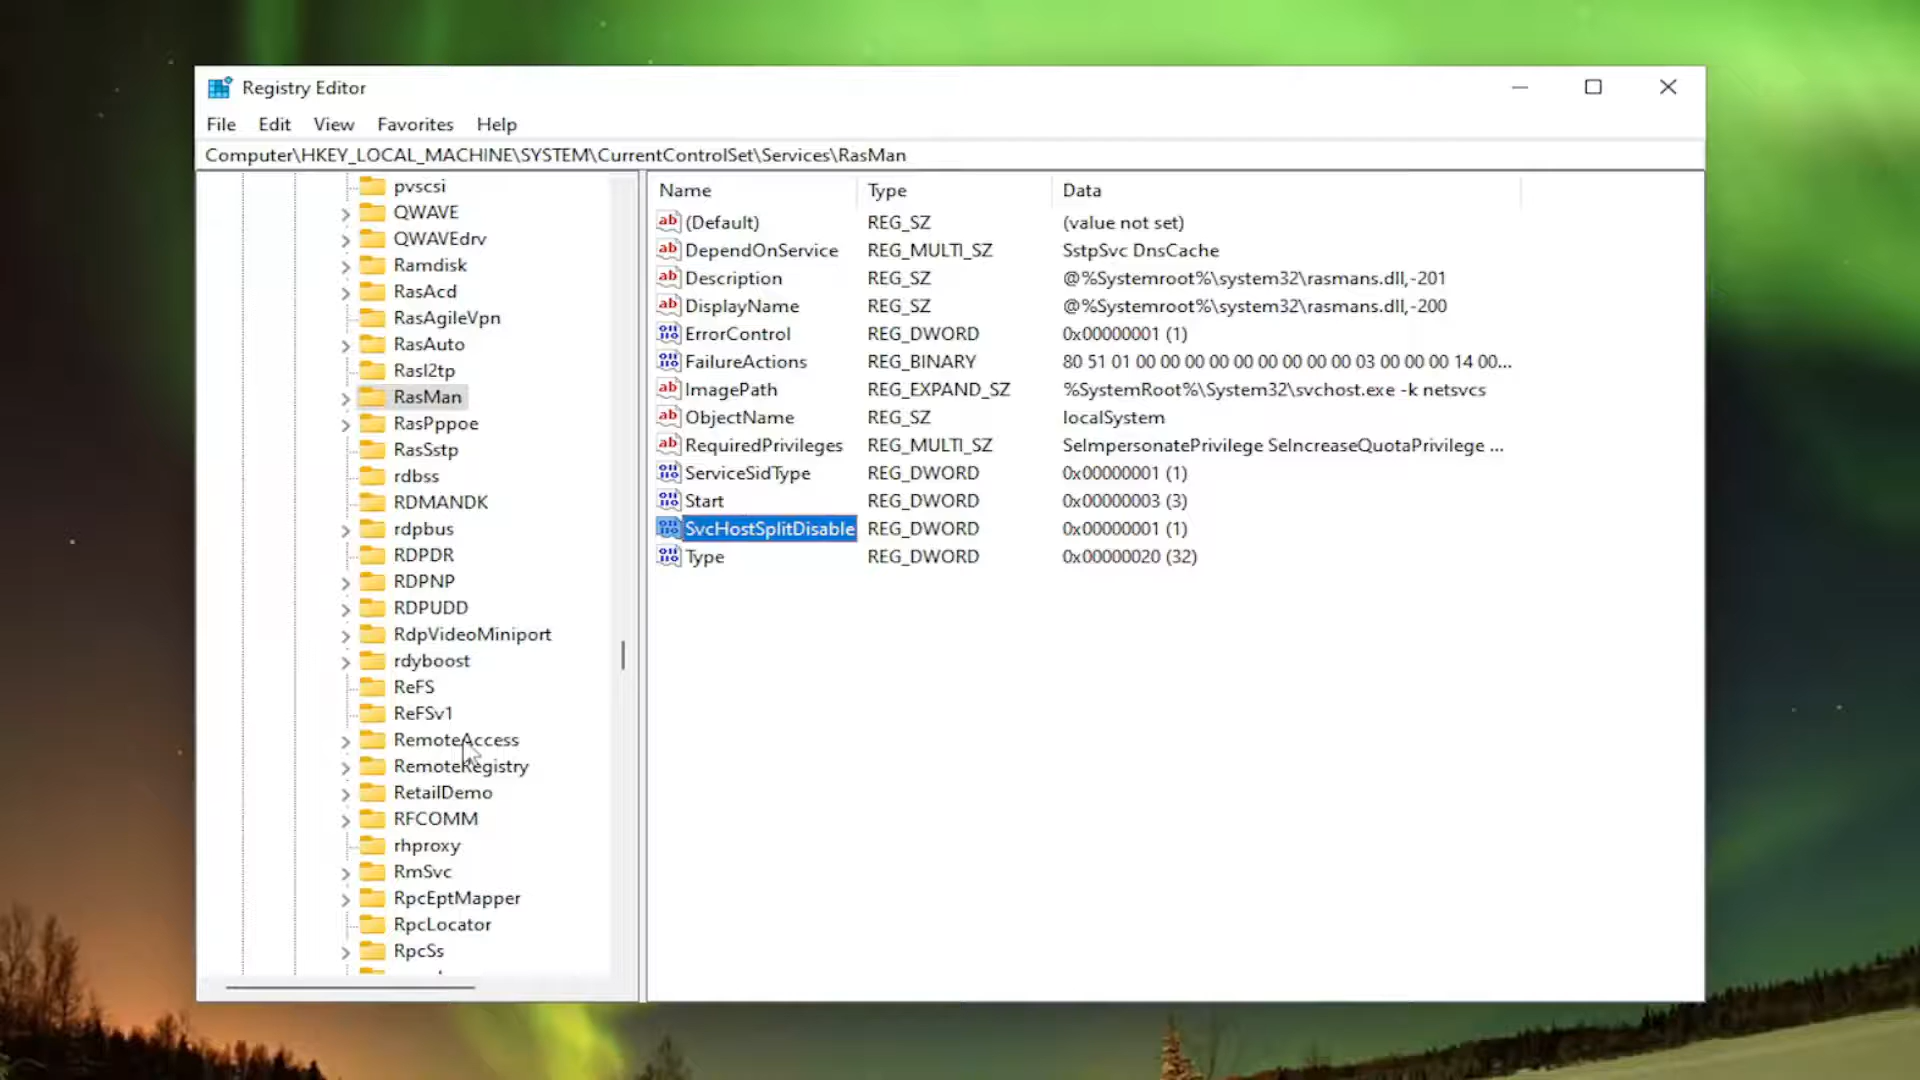 Registry Editor
File Edit View Favorites Help
Computer\HKEY_LOCAL_MACHINE\SYSTEM\CurrentControlSet\Services\RasMan
pvscsi
QWAVE
QWAVEdrv
Ramdisk
RasAcd
RasAgileVpn
RasAuto
Rasl2tp
RasMan
RasPppoe
RasSstp
rdbss
RDMANDK
rdpbus
RDPDR
RDPNP
RDPUDD
RdpVideoMiniport
rdyboost
ReFS
ReFSv1
RemoteAccess
RemoteRegistry
RetailDemo
RFCOMM
rhproxy
RmSvc
RpcEptMapper
RpcLocator
RpcSs
Name Type Data
(Default) REG_SZ (value not set)
DependOnService REG_MULTI_SZ SstpSvc DnsCache
Description REG_SZ @%Systemroot%\system32\rasmans.dll,-201
DisplayName REG_SZ @%Systemroot%\system32\rasmans.dll,-200
ErrorControl REG_DWORD 0x00000001 (1)
FailureActions REG_BINARY 80 51 01 00 00 00 00 00 00 00 00 00 03 00 00 00 14 00...
ImagePath REG_EXPAND_SZ %SystemRoot%\System32\svchost.exe -k netsvcs
ObjectName REG_SZ localSystem
RequiredPrivileges REG_MULTI_SZ SeImpersonatePrivilege SeIncreaseQuotaPrivilege ...
ServiceSidType REG_DWORD 0x00000001 (1)
Start REG_DWORD 0x00000003 (3)
SvcHostSplitDisable REG_DWORD 0x00000001 (1)
Type REG_DWORD 0x00000020 (32)